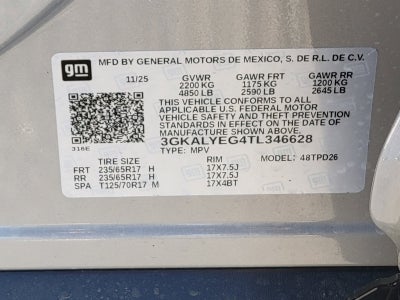 gm
MFD BY GENERAL MOTORS DE MEXICO, S. DE R.L. DE C.V.
11/25 GVWR GAWR FRT GAWR RR
2200 KG 1175 KG 1200 KG
4850 LB 2590 LB 2645 LB
THIS VEHICLE CONFORMS TO ALL
APPLICABLE U.S. FEDERAL MOTOR
VEHICLE SAFETY AND THEFT PREVENTION
STANDARDS IN EFFECT ON THE DATE OF
MANUFACTURE SHOWN ABOVE.
3GKALYEG4TL346628
316E TYPE: MPV
TIRE SIZE RIM MODEL: 48TPD26
FRT 235/65R17 H 17X7.5J
RR 235/65R17 H 17X7.5J
SPA T125/70R17 M 17X4BT